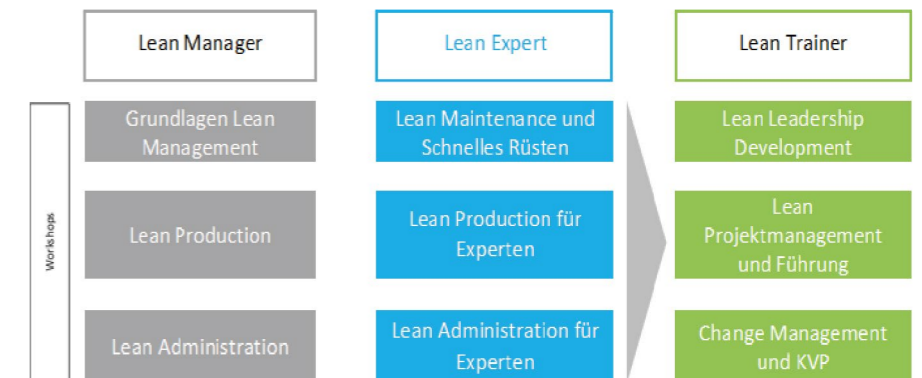 Lean Manager
Lean Expert
Lean Trainer
Workshops
Grundlagen Lean
Management
Lean Maintenance und
Schnelles Rüsten
Lean Leadership
Development
Lean Production
Lean Production für
Experten
Lean
Projektmanagement
und Führung
Lean Administration
Lean Administration für
Experten
Change Management
und KVP